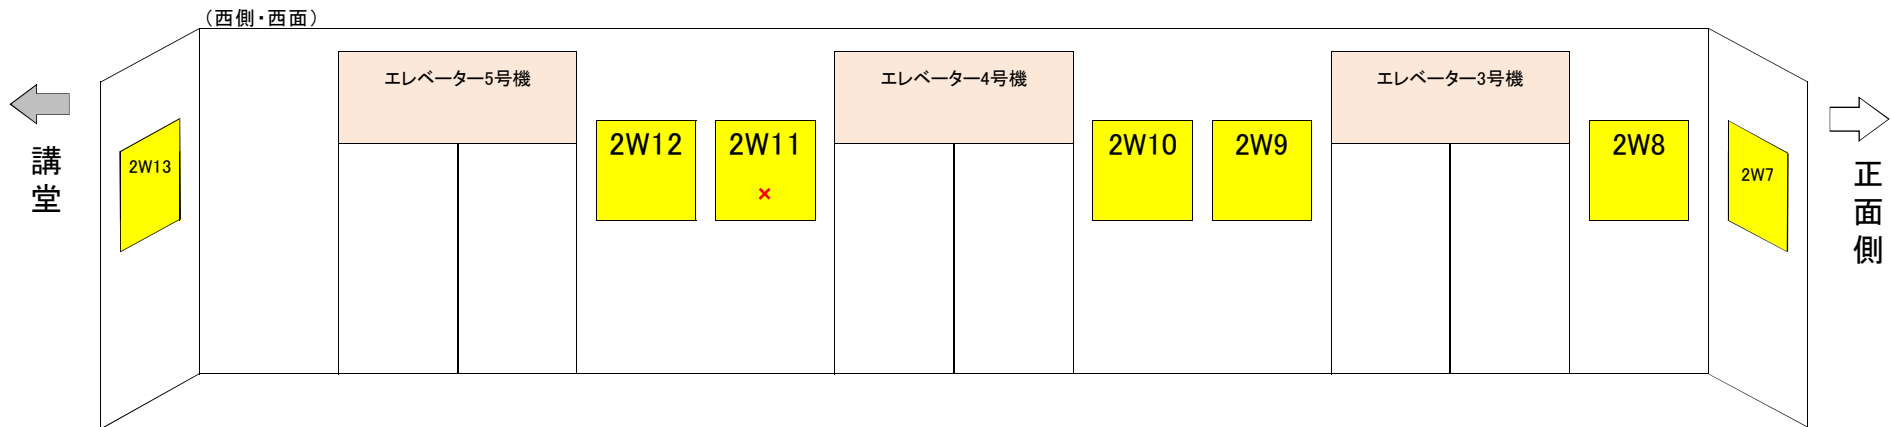 （西側・西面）
エレベーター5号機
エレベーター4号機
エレベーター3号機
2W13
2W12
2W11
×
2W10
2W9
2W8
2W7
講堂
正面側